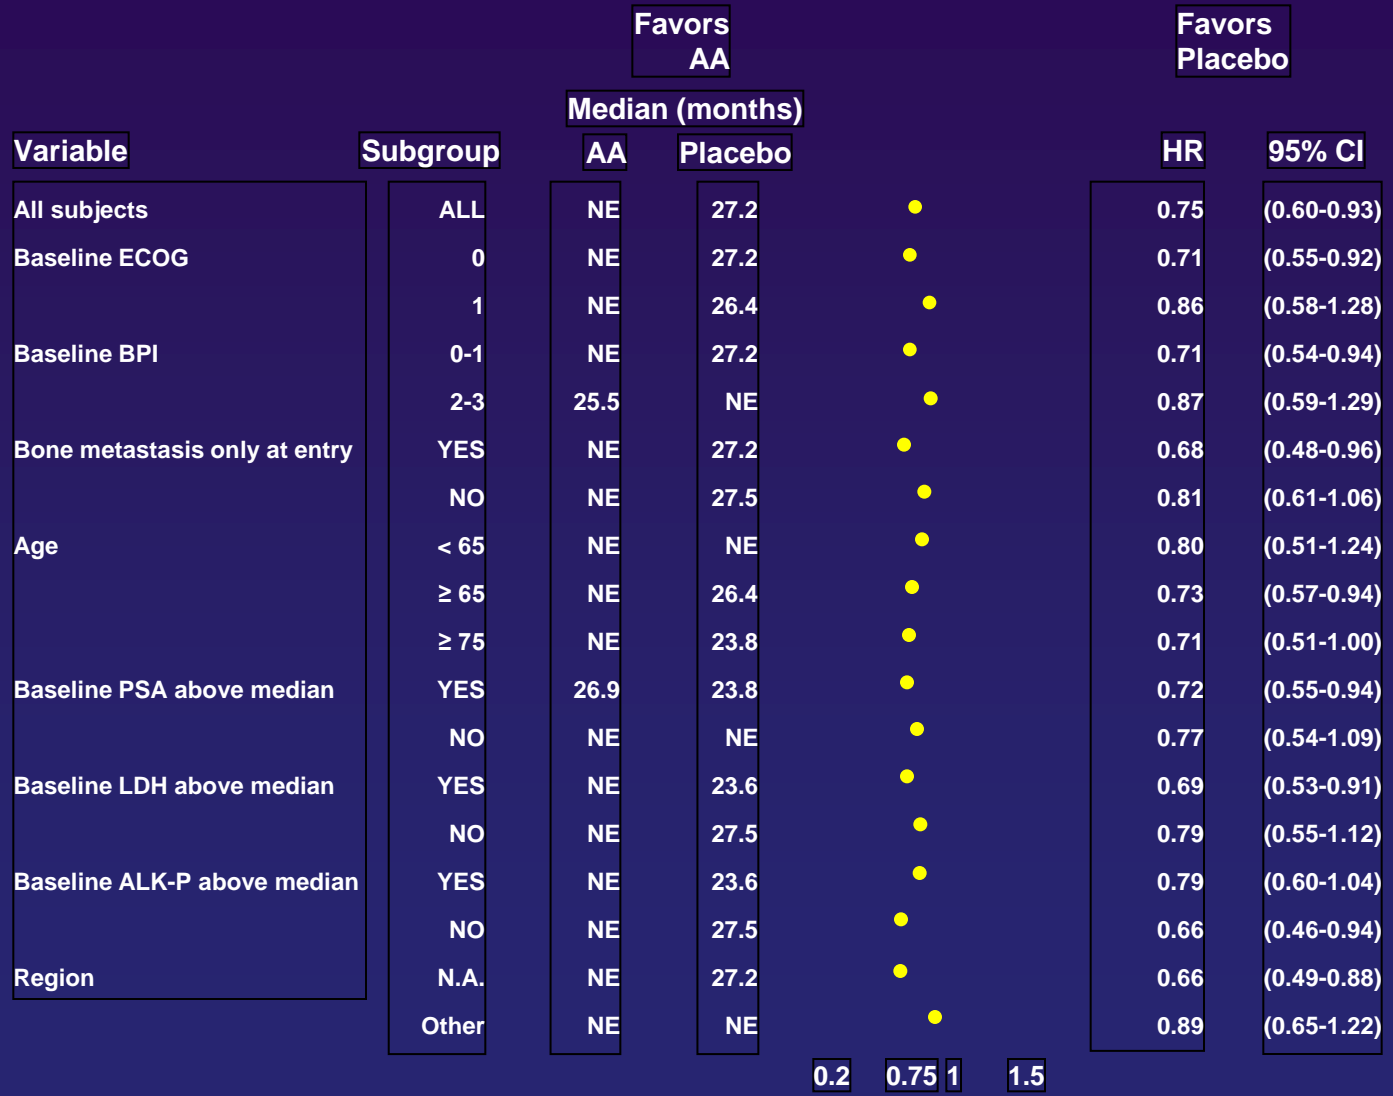 Favors AA Favors Placebo
Median (months)
Variable Subgroup AA Placebo HR 95% CI
All subjects ALL NE 27.2 0.75 (0.60-0.93)
Baseline ECOG 0 NE 27.2 0.71 (0.55-0.92)
1 NE 26.4 0.86 (0.58-1.28)
Baseline BPI 0-1 NE 27.2 0.71 (0.54-0.94)
2-3 25.5 NE 0.87 (0.59-1.29)
Bone metastasis only at entry YES NE 27.2 0.68 (0.48-0.96)
NO NE 27.5 0.81 (0.61-1.06)
Age < 65 NE NE 0.80 (0.51-1.24)
≥ 65 NE 26.4 0.73 (0.57-0.94)
≥ 75 NE 23.8 0.71 (0.51-1.00)
Baseline PSA above median YES 26.9 23.8 0.72 (0.55-0.94)
NO NE NE 0.77 (0.54-1.09)
Baseline LDH above median YES NE 23.6 0.69 (0.53-0.91)
NO NE 27.5 0.79 (0.55-1.12)
Baseline ALK-P above median YES NE 23.6 0.79 (0.60-1.04)
NO NE 27.5 0.66 (0.46-0.94)
Region N.A. NE 27.2 0.66 (0.49-0.88)
Other NE NE 0.89 (0.65-1.22)
0.2 0.75 1 1.5